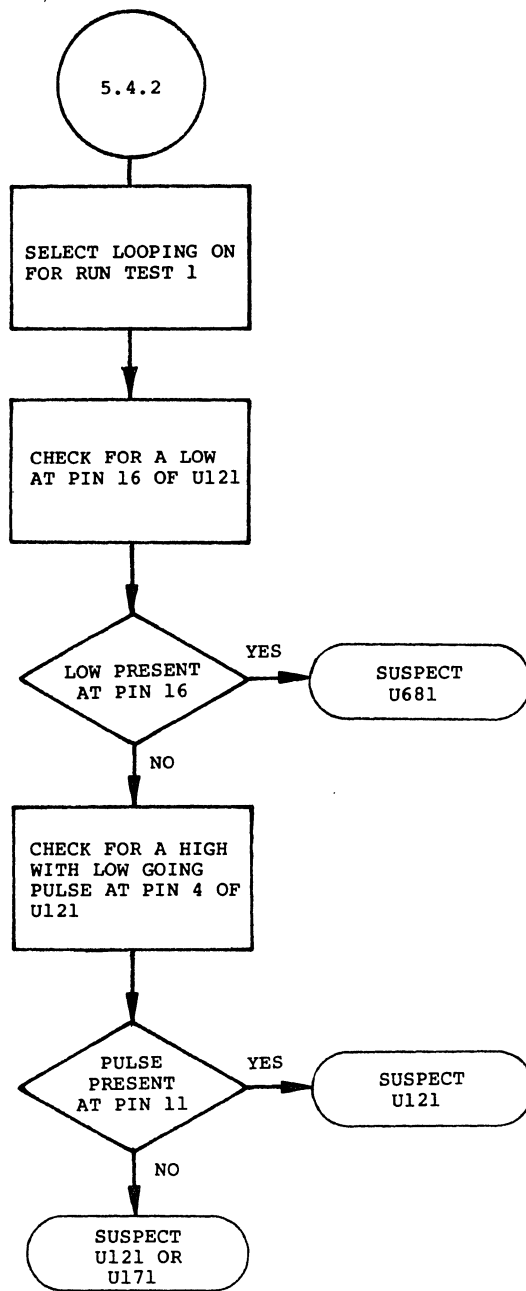 5.4.2
SELECT LOOPING ON
FOR RUN TEST 1
CHECK FOR A LOW
AT PIN 16 OF U121
LOW PRESENT
AT PIN 16
YES
SUSPECT
U681
NO
CHECK FOR A HIGH
WITH LOW GOING
PULSE AT PIN 4 OF
U121
PULSE
PRESENT
AT PIN 11
YES
SUSPECT
U121
NO
SUSPECT
U121 OR
U171